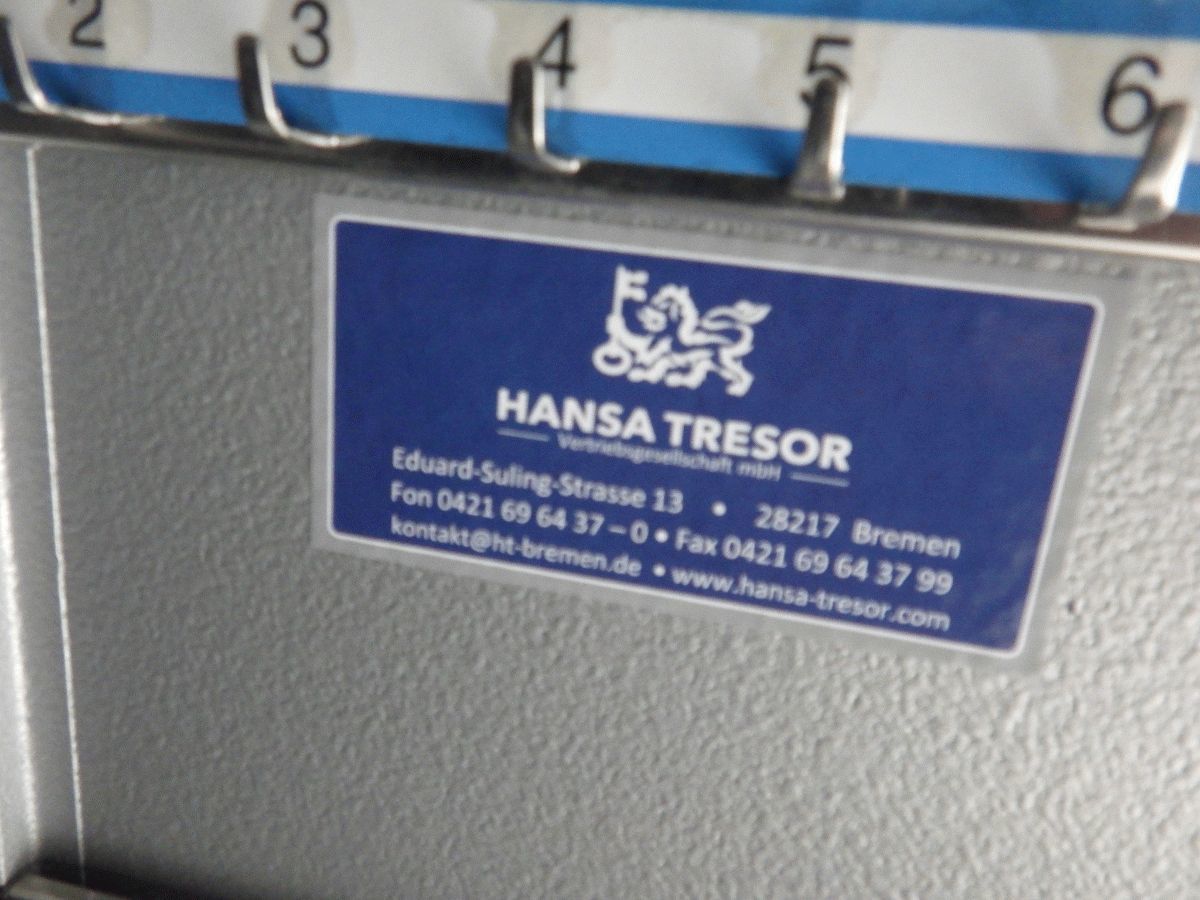 2 3 4 5 6
HANSA TRESOR
Vertriebsgesellschaft mbH
Eduard-Suling-Strasse 13 • 28217 Bremen
Fon 0421 69 64 37 – 0 • Fax 0421 69 64 37 99
kontakt@ht-bremen.de • www.hansa-tresor.com